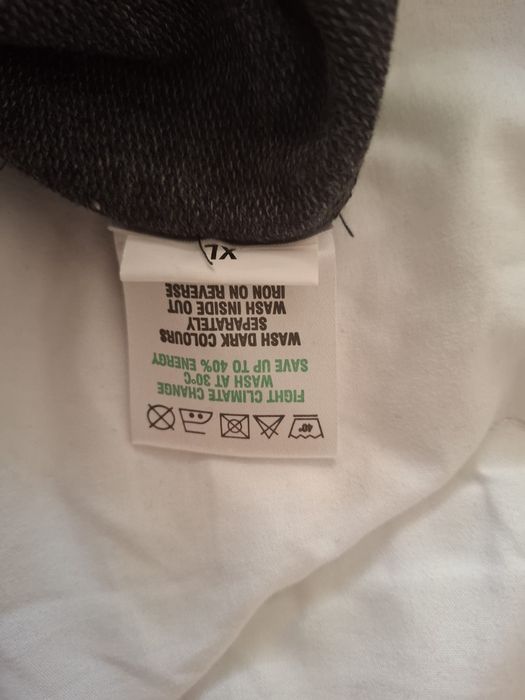 40°
FIGHT CLIMATE CHANGE
WASH AT 30°C
SAVE UP TO 40% ENERGY
WASH DARK COLOURS
SEPARATELY
WASH INSIDE OUT
IRON ON REVERSE
XL